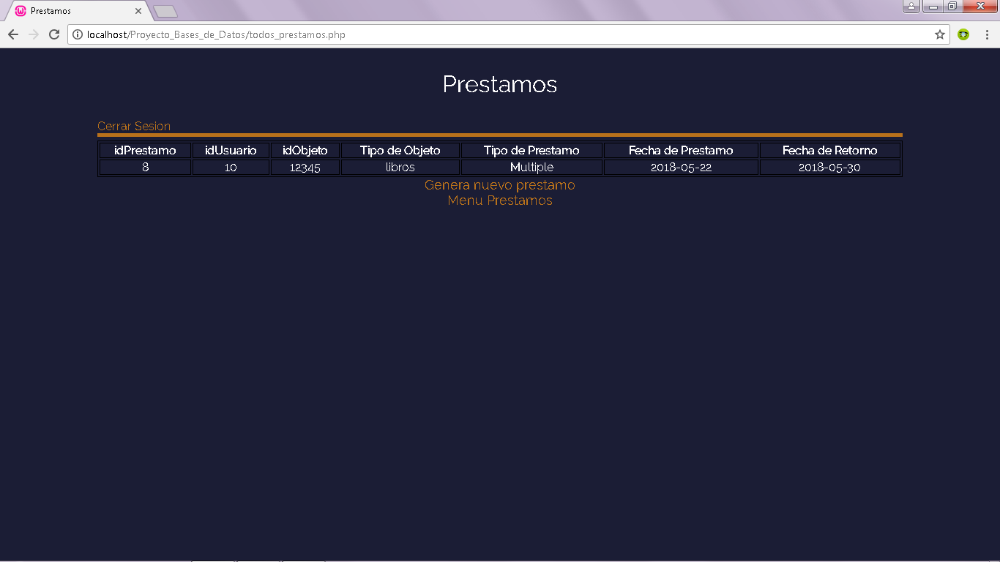 Prestamos
localhost/Proyecto_Bases_de_Datos/todos_prestamos.php
Prestamos
Cerrar Sesion
idPrestamo idUsuario idObjeto Tipo de Objeto Tipo de Prestamo Fecha de Prestamo Fecha de Retorno
8 10 12345 libros Multiple 2018-05-22 2018-05-30
Genera nuevo prestamo
Menu Prestamos